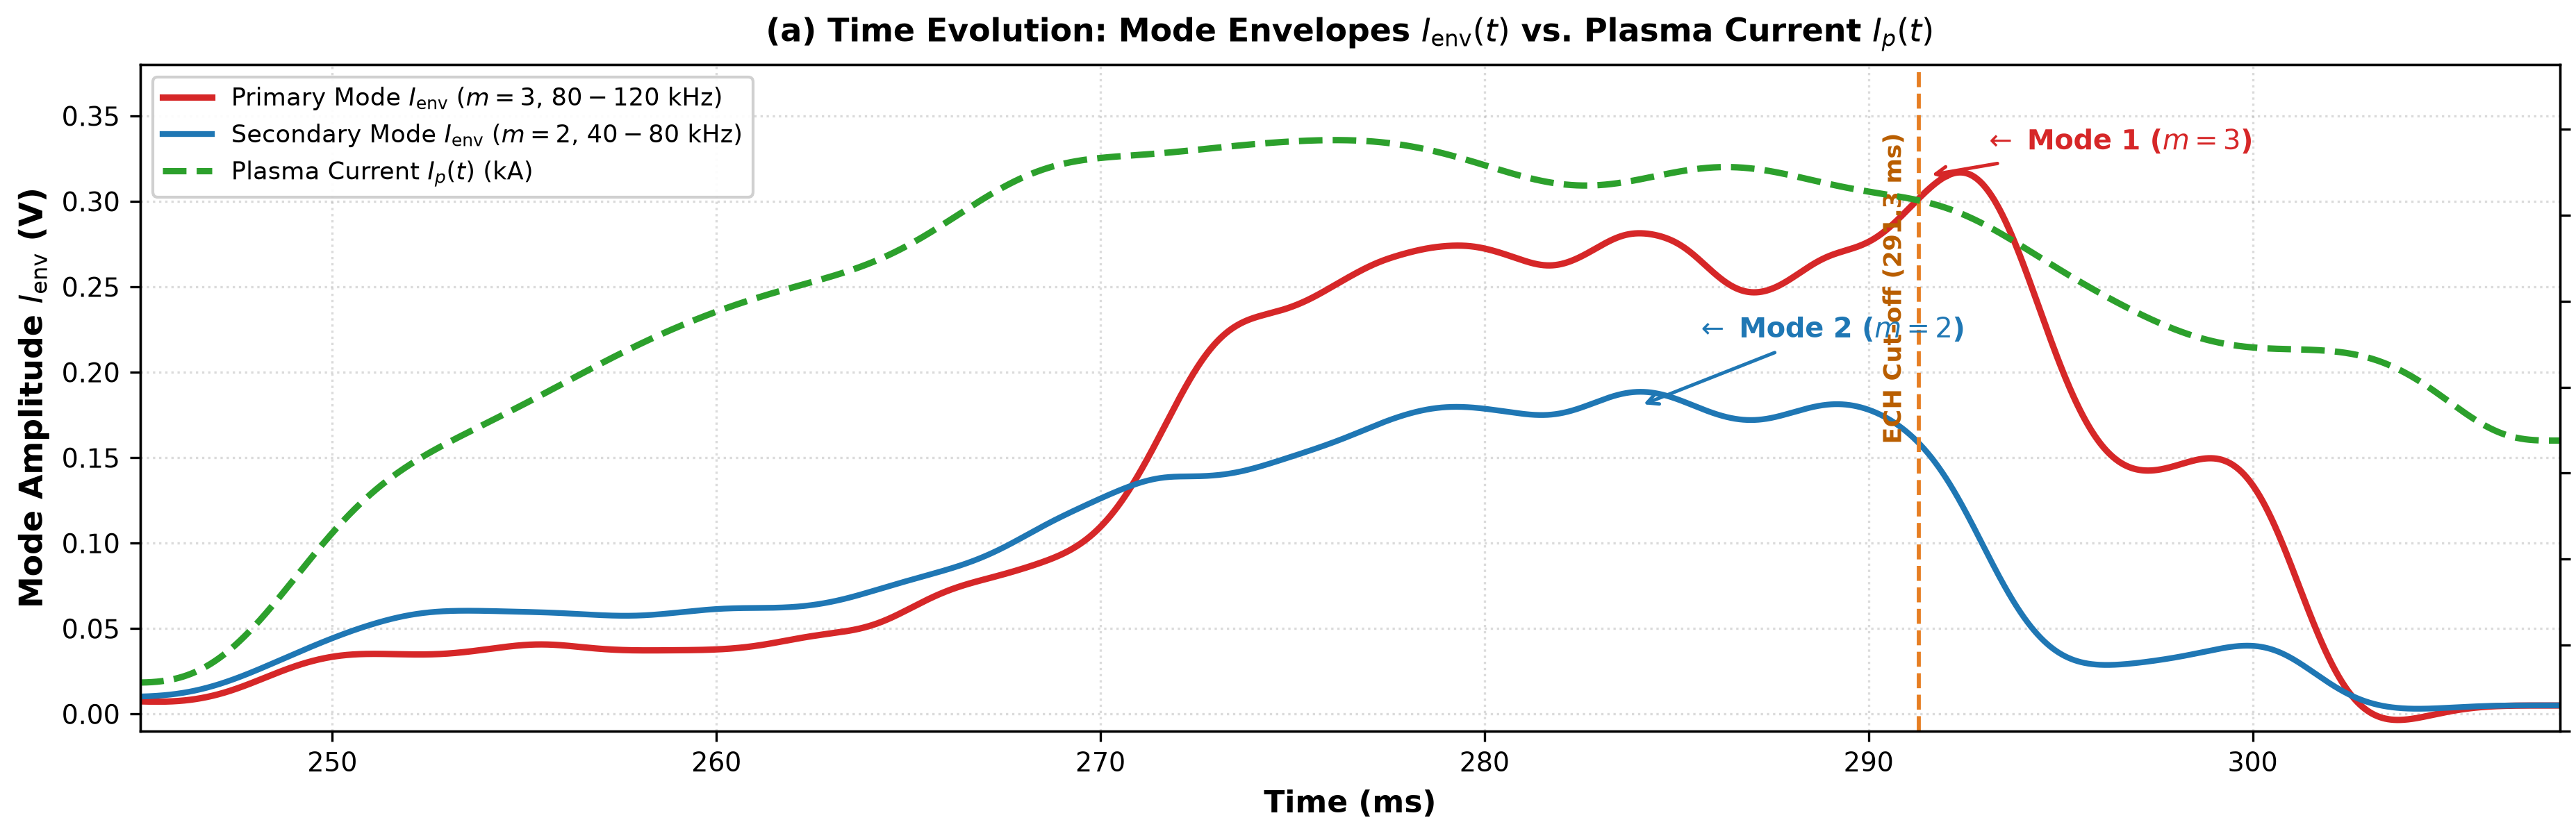 (a) Time Evolution: Mode Envelopes I_env(t) vs. Plasma Current I_p(t)
Primary Mode I_env (m = 3, 80 − 120 kHz)
Secondary Mode I_env (m = 2, 40 − 80 kHz)
Plasma Current I_p(t) (kA)
Mode Amplitude I_env (V)
0.35
0.30
0.25
0.20
0.15
0.10
0.05
0.00
← Mode 1 (m = 3)
← Mode 2 (m = 2)
ECH Cut-off (291.3 ms)
250
260
270
280
290
300
Time (ms)